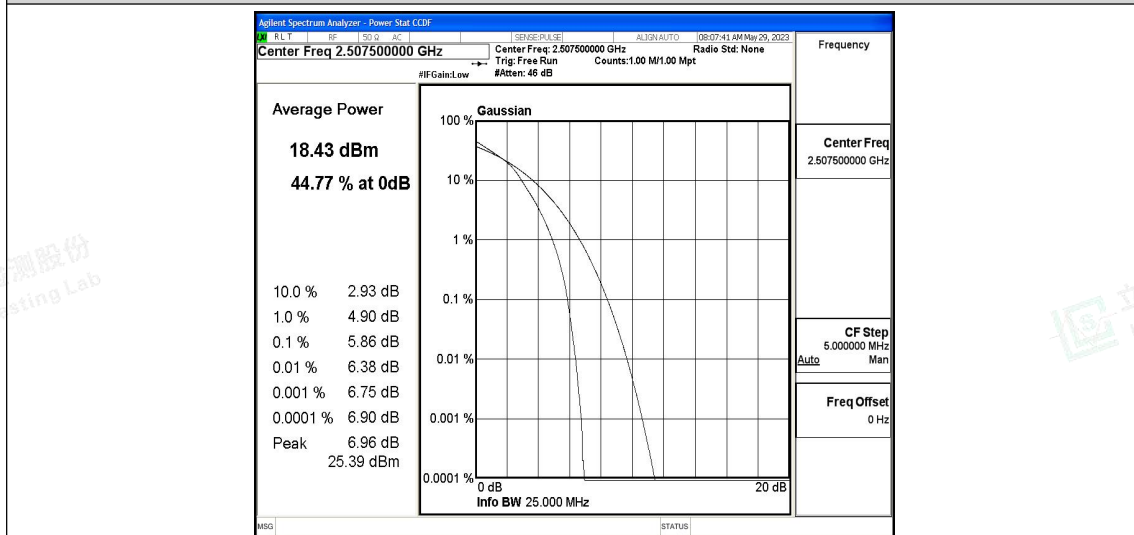 Agilent Spectrum Analyzer - Power Stat CCDF
LXI RLT RF 50 Ω AC SENSE:PULSE ALIGN AUTO 08:07:41 AM May 29, 2023
Center Freq 2.507500000 GHz
Center Freq: 2.507500000 GHz Radio Std: None
Trig: Free Run Counts:1.00 M/1.00 Mpt
#IFGain:Low #Atten: 46 dB
Frequency
Average Power
18.43 dBm
44.77 % at 0dB
10.0 % 2.93 dB
1.0 % 4.90 dB
0.1 % 5.86 dB
0.01 % 6.38 dB
0.001 % 6.75 dB
0.0001 % 6.90 dB
Peak 6.96 dB
25.39 dBm
Gaussian
100 %
10 %
1 %
0.1 %
0.01 %
0.001 %
0.0001 %
0 dB 20 dB
Info BW 25.000 MHz
Center Freq
2.507500000 GHz
CF Step
5.000000 MHz
Auto Man
Freq Offset
0 Hz
MSG STATUS
测股份
sting Lab